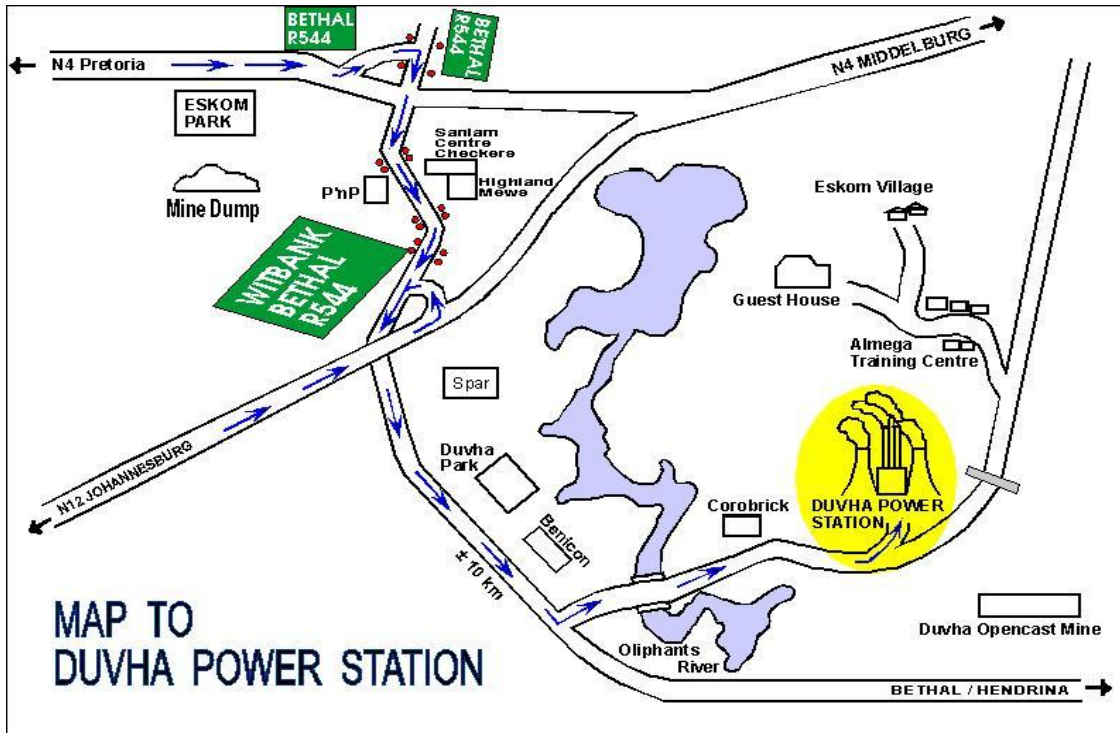 BETHAL
R544
BETHAL
R544
N4 MIDDELBURG
N4 Pretoria
ESKOM
PARK
Sanlam
Centre
Checkers
P'nP
Highland
Mews
Mine Dump
Eskom Village
WITBANK
BETHAL
R544
Guest House
Almega
Training Centre
Spar
Duvha
Park
N12 JOHANNESBURG
Corobrick
DUVHA POWER
STATION
Benicon
± 10 km
MAP TO
DUVHA POWER STATION
Duvha Opencast Mine
Oliphants
River
BETHAL / HENDRINA